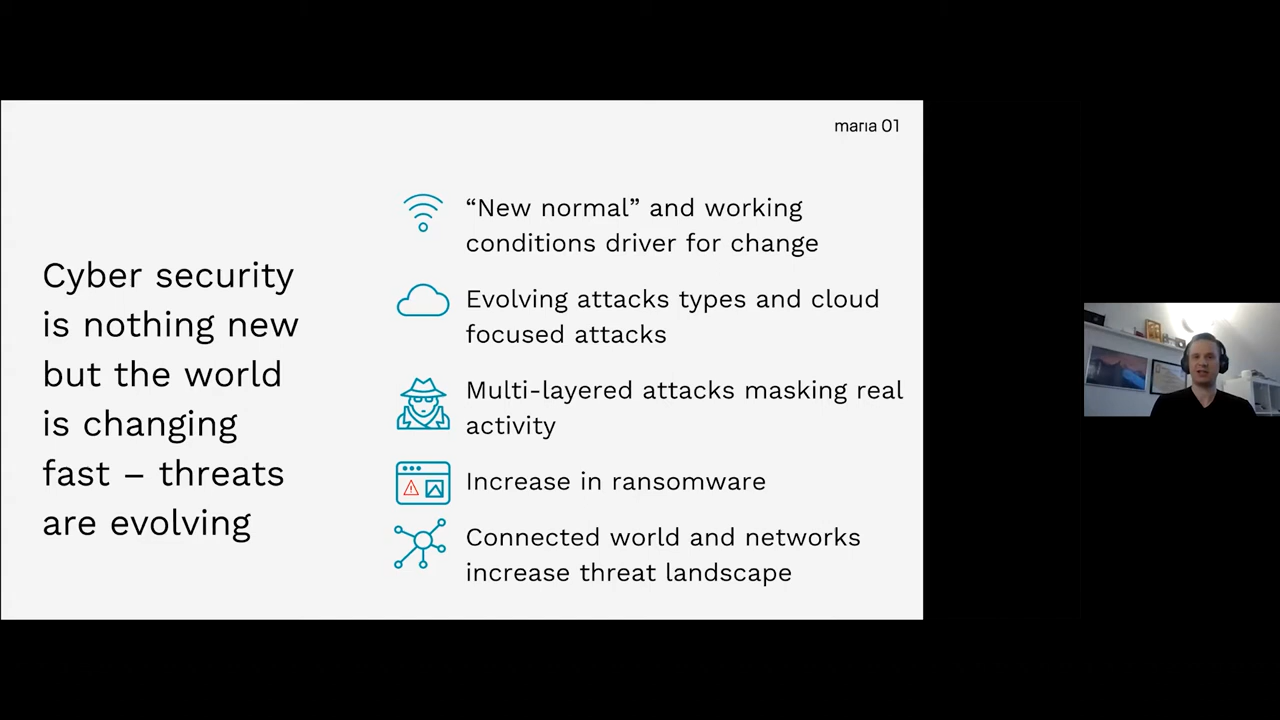 maria 01
Cyber security
is nothing new
but the world
is changing
fast – threats
are evolving
“New normal” and working
conditions driver for change
Evolving attacks types and cloud
focused attacks
Multi-layered attacks masking real
activity
Increase in ransomware
Connected world and networks
increase threat landscape